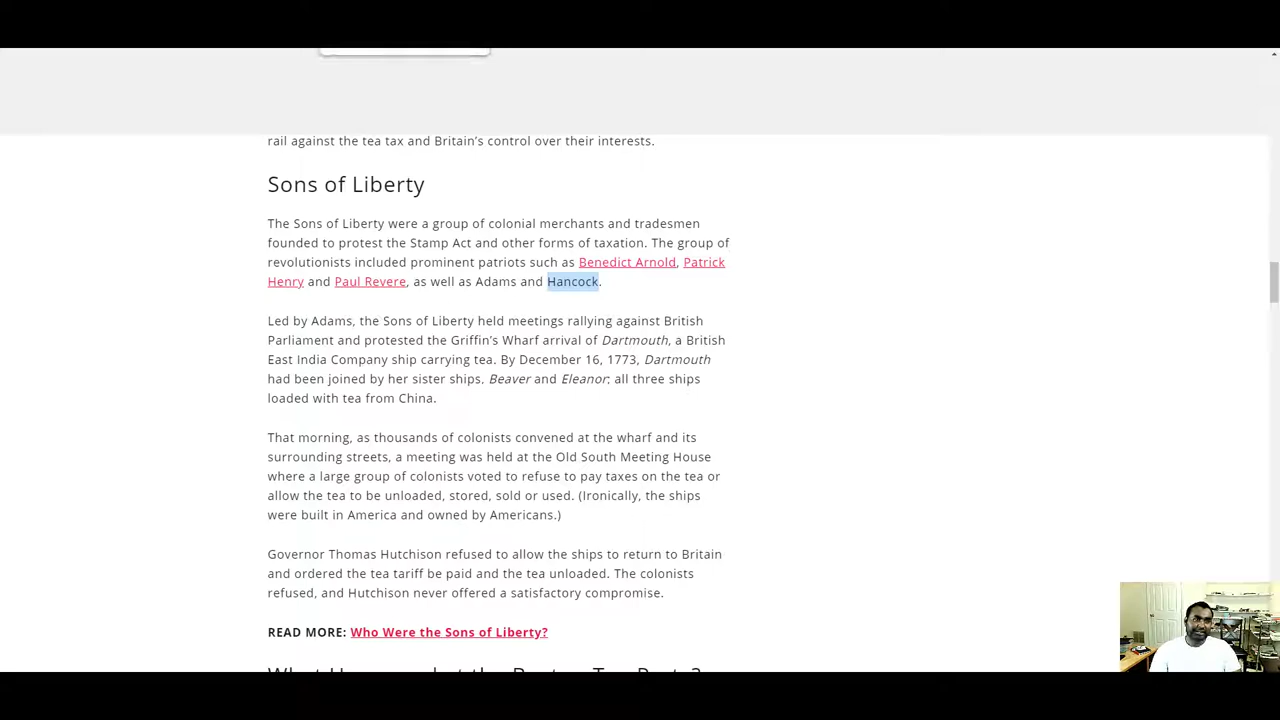 rail against the tea tax and Britain’s control over their interests.
Sons of Liberty
The Sons of Liberty were a group of colonial merchants and tradesmen
founded to protest the Stamp Act and other forms of taxation. The group of
revolutionists included prominent patriots such as Benedict Arnold, Patrick
Henry and Paul Revere, as well as Adams and Hancock.
Led by Adams, the Sons of Liberty held meetings rallying against British
Parliament and protested the Griffin’s Wharf arrival of Dartmouth, a British
East India Company ship carrying tea. By December 16, 1773, Dartmouth
had been joined by her sister ships. Beaver and Eleanor: all three ships
loaded with tea from China.
That morning, as thousands of colonists convened at the wharf and its
surrounding streets, a meeting was held at the Old South Meeting House
where a large group of colonists voted to refuse to pay taxes on the tea or
allow the tea to be unloaded, stored, sold or used. (Ironically, the ships
were built in America and owned by Americans.)
Governor Thomas Hutchison refused to allow the ships to return to Britain
and ordered the tea tariff be paid and the tea unloaded. The colonists
refused, and Hutchison never offered a satisfactory compromise.
READ MORE: Who Were the Sons of Liberty?